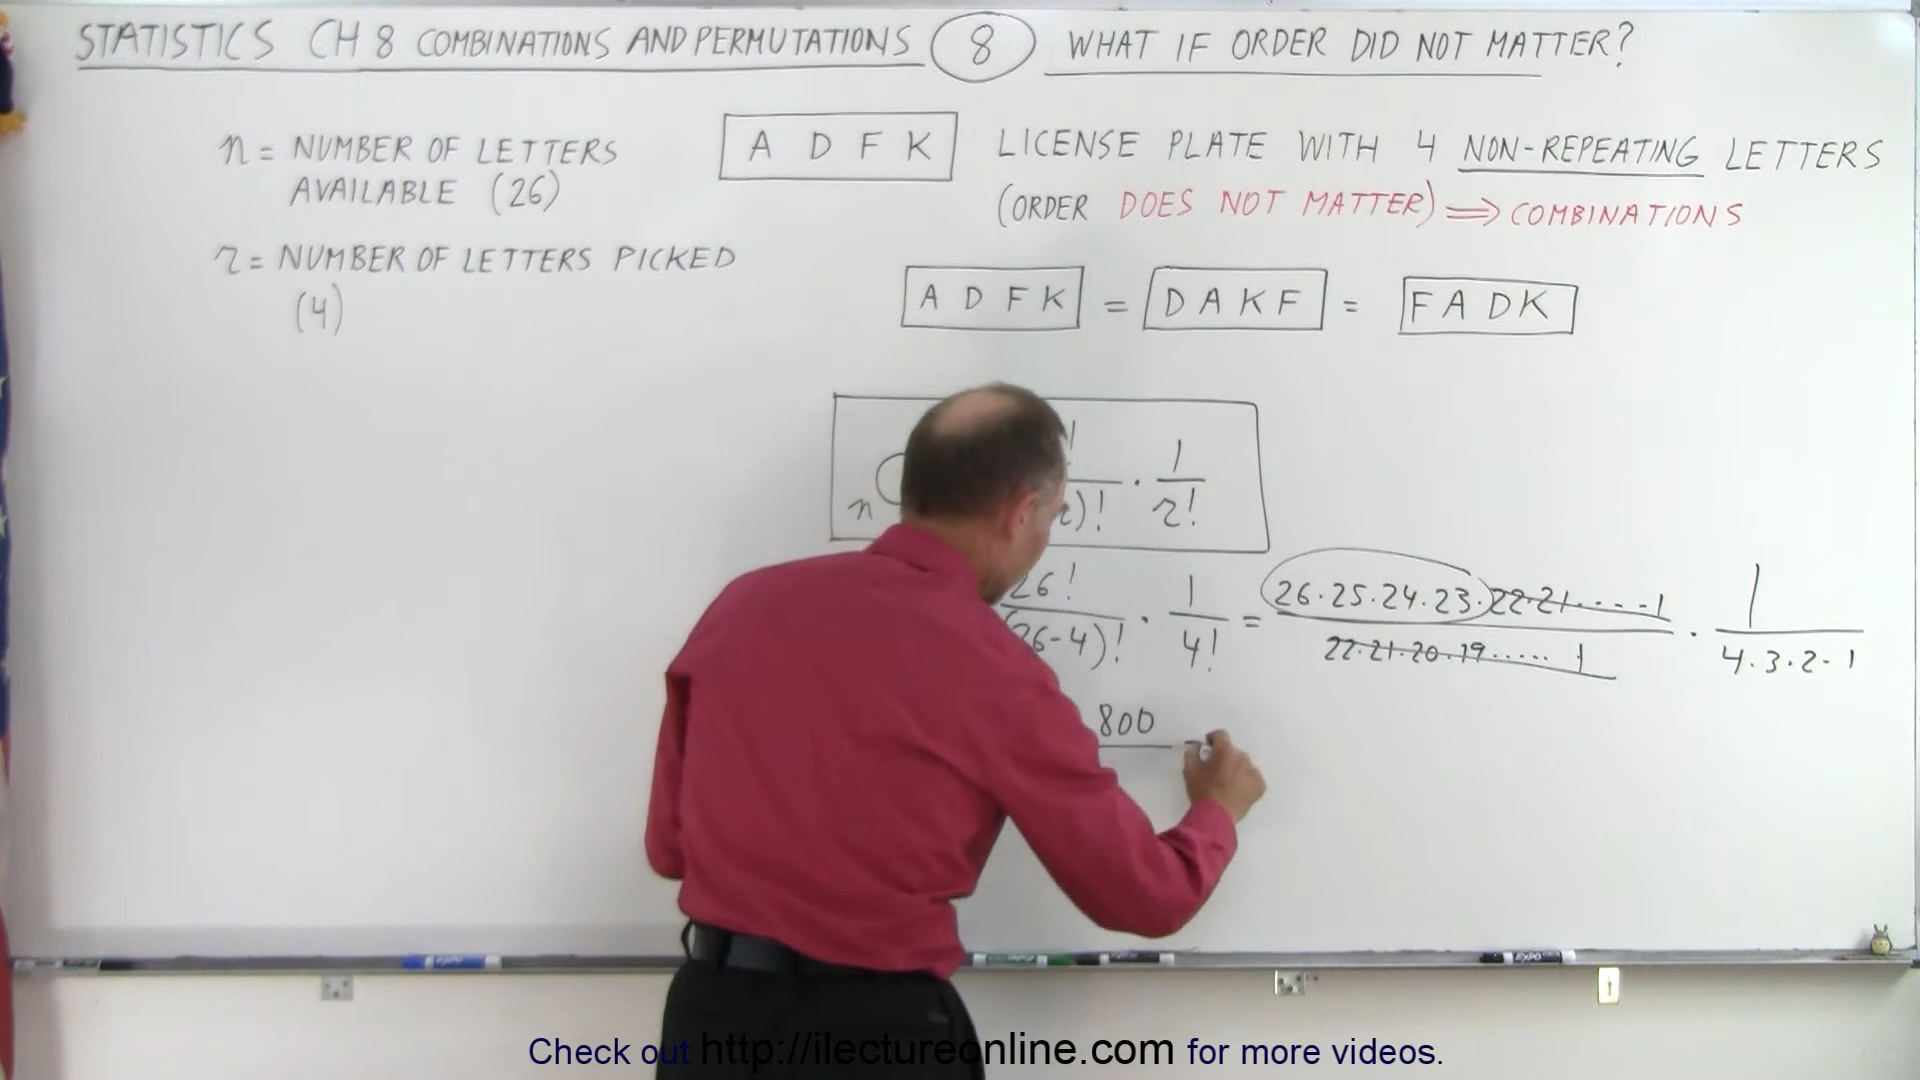 STATISTICS CH 8 COMBINATIONS AND PERMUTATIONS 8 WHAT IF ORDER DID NOT MATTER?
n = NUMBER OF LETTERS
AVAILABLE (26)
r = NUMBER OF LETTERS PICKED
(4)
A D F K
LICENSE PLATE WITH 4 NON-REPEATING LETTERS
(ORDER DOES NOT MATTER) ⇒ COMBINATIONS
A D F K = D A K F = F A D K
n )! · 1/r!
26!/(26-4)! · 1/4! = 26·25·24·23·22·21·····1/22·21·20·19·····1 · 1/4·3·2·1
800
Check out http://ilectureonline.com for more videos.